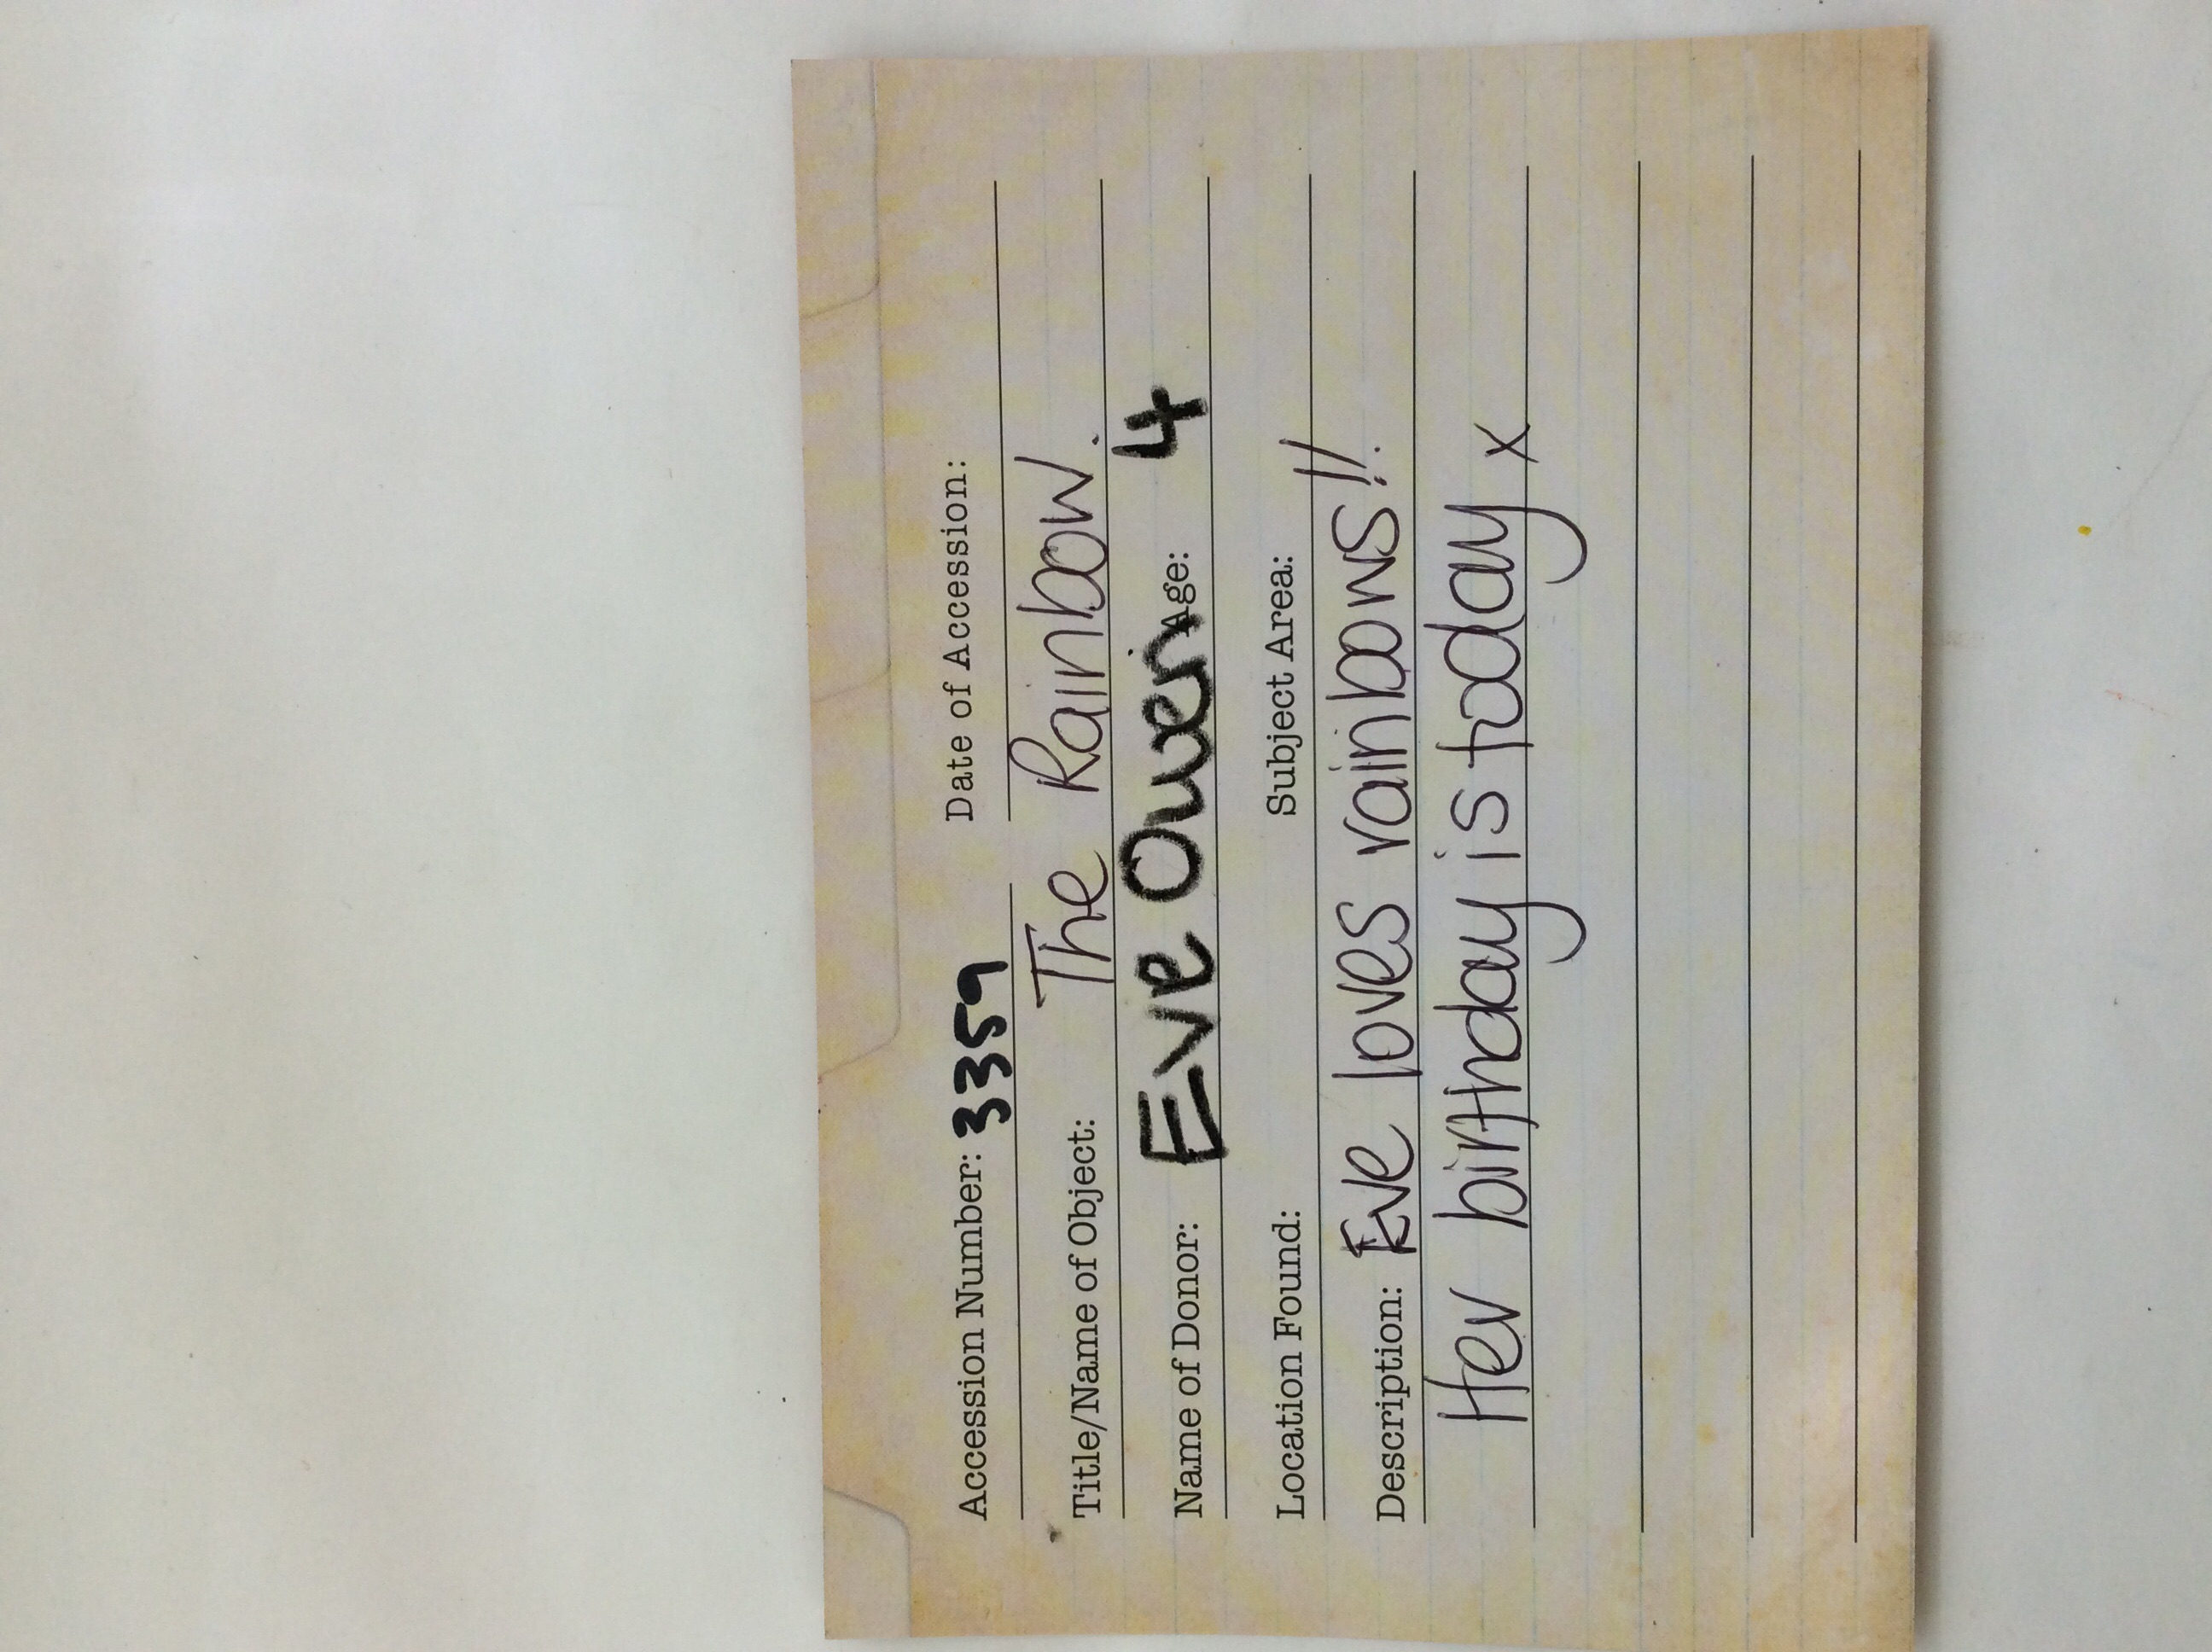 Accession Number: 3359 Date of Accession:
Title/Name of Object: The Rainbow.
Name of Donor: Eve Owen Age: 4
Location Found: Subject Area:
Description: Eve loves rainbows!!
Her birthday is today x